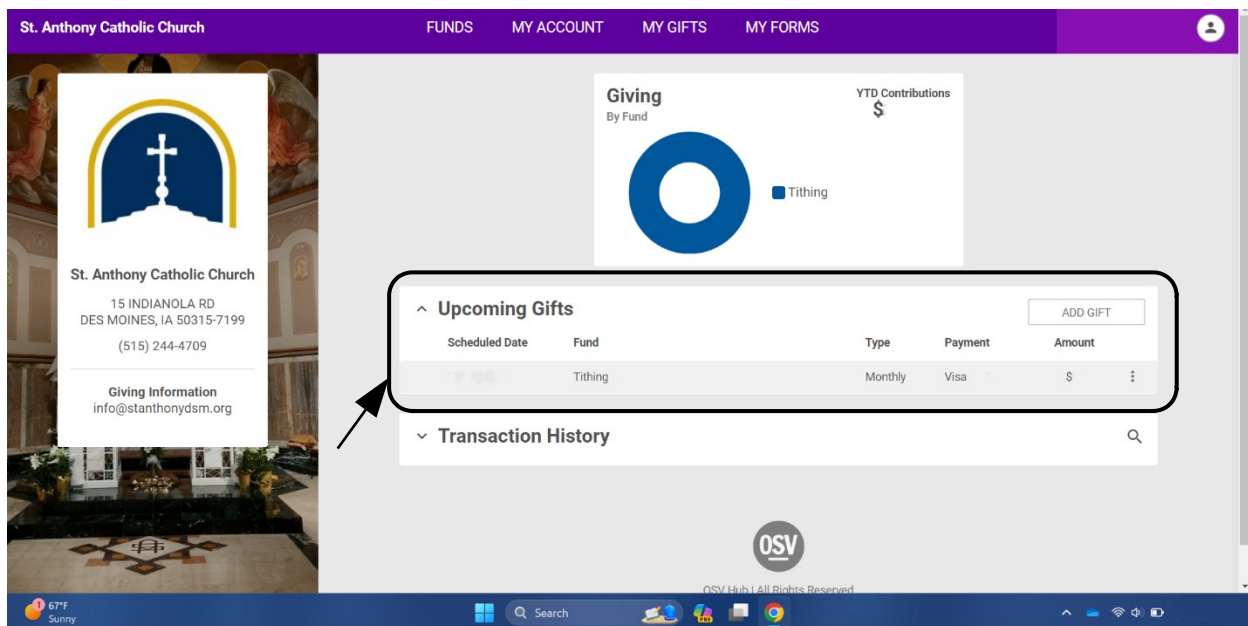 St. Anthony Catholic Church FUNDS MY ACCOUNT MY GIFTS MY FORMS
St. Anthony Catholic Church
15 INDIANOLA RD
DES MOINES, IA 50315-7199
(515) 244-4709
Giving Information
info@stanthonydsm.org
Giving
By Fund
YTD Contributions
$
Tithing
Upcoming Gifts ADD GIFT
Scheduled Date Fund Type Payment Amount
Tithing Monthly Visa $
Transaction History
OSV
OSV Hub | All Rights Reserved
1
67°F
Sunny
Search
PRE